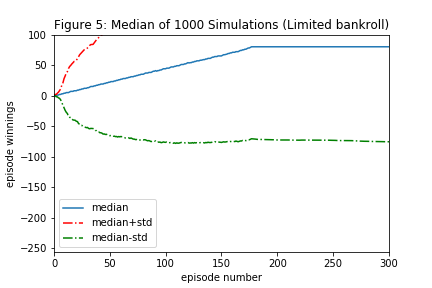 Figure 5: Median of 1000 Simulations (Limited bankroll)
100
50
0
−50
−100
−150
−200
−250
episode winnings
median
median+std
median-std
0 50 100 150 200 250 300
episode number